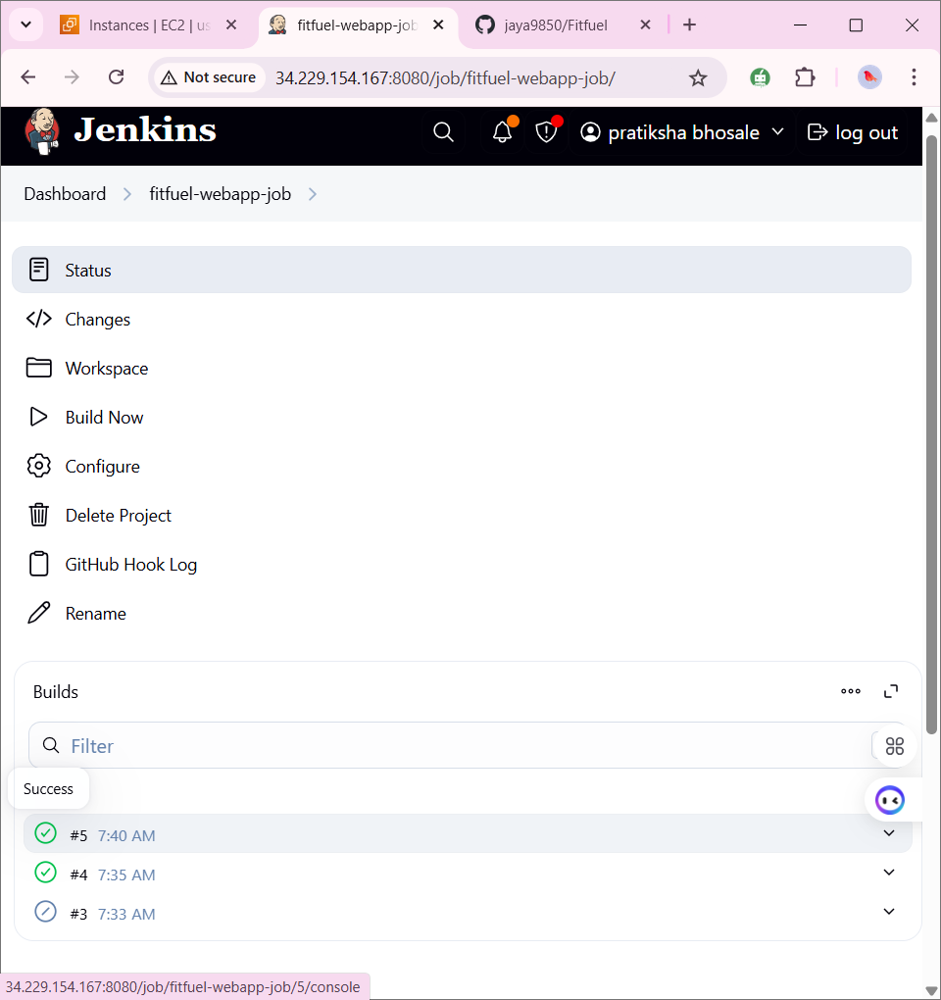 Instances | EC2 | us
fitfuel-webapp-job
jaya9850/Fitfuel
Not secure
34.229.154.167:8080/job/fitfuel-webapp-job/
Jenkins
pratiksha bhosale
log out
Dashboard
fitfuel-webapp-job
Status
Changes
Workspace
Build Now
Configure
Delete Project
GitHub Hook Log
Rename
Builds
Filter
Success
#5 7:40 AM
#4 7:35 AM
#3 7:33 AM
34.229.154.167:8080/job/fitfuel-webapp-job/5/console